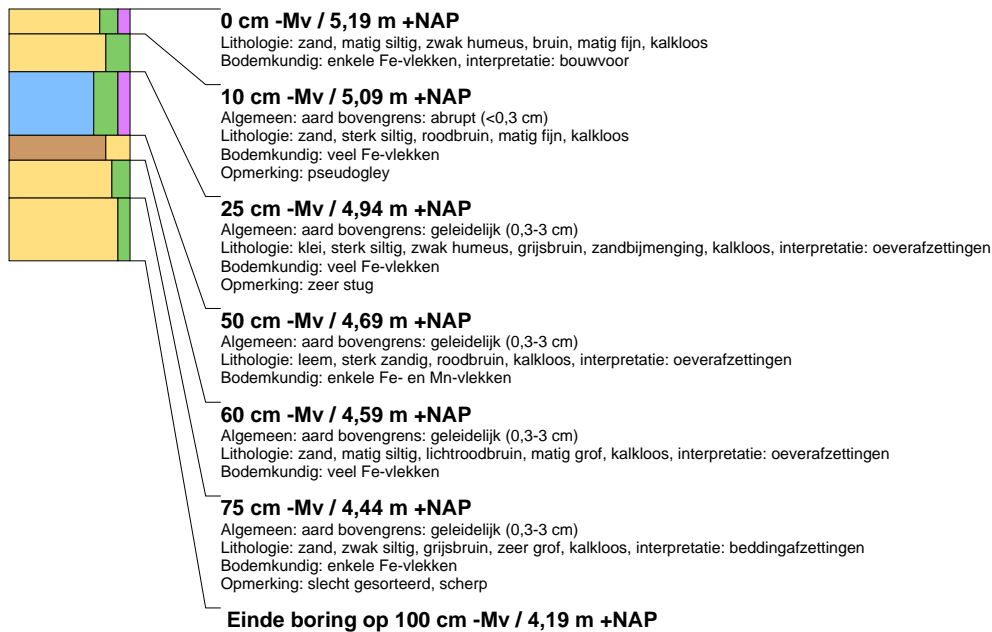 0 cm -Mv / 5,19 m +NAP
Lithologie: zand, matig siltig, zwak humeus, bruin, matig fijn, kalkloos
Bodemkundig: enkele Fe-vlekken, interpretatie: bouwvoor
10 cm -Mv / 5,09 m +NAP
Algemeen: aard bovengrens: abrupt (<0,3 cm)
Lithologie: zand, sterk siltig, roodbruin, matig fijn, kalkloos
Bodemkundig: veel Fe-vlekken
Opmerking: pseudogley
25 cm -Mv / 4,94 m +NAP
Algemeen: aard bovengrens: geleidelijk (0,3-3 cm)
Lithologie: klei, sterk siltig, zwak humeus, grijsbruin, zandbijmenging, kalkloos, interpretatie: oeverafzettingen
Bodemkundig: veel Fe-vlekken
Opmerking: zeer stug
50 cm -Mv / 4,69 m +NAP
Algemeen: aard bovengrens: geleidelijk (0,3-3 cm)
Lithologie: leem, sterk zandig, roodbruin, kalkloos, interpretatie: oeverafzettingen
Bodemkundig: enkele Fe- en Mn-vlekken
60 cm -Mv / 4,59 m +NAP
Algemeen: aard bovengrens: geleidelijk (0,3-3 cm)
Lithologie: zand, matig siltig, lichtroodbruin, matig grof, kalkloos, interpretatie: oeverafzettingen
Bodemkundig: veel Fe-vlekken
75 cm -Mv / 4,44 m +NAP
Algemeen: aard bovengrens: geleidelijk (0,3-3 cm)
Lithologie: zand, zwak siltig, grijsbruin, zeer grof, kalkloos, interpretatie: beddingafzettingen
Bodemkundig: enkele Fe-vlekken
Opmerking: slecht gesorteerd, scherp
Einde boring op 100 cm -Mv / 4,19 m +NAP